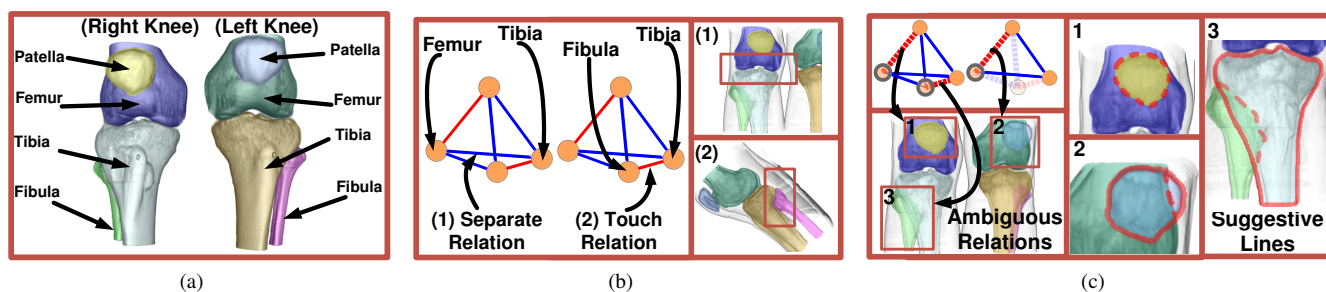 (Right Knee) (Left Knee)
Patella
Femur
Tibia
Fibula
Patella
Femur
Tibia
Fibula
(a)
Femur
Tibia
Fibula
Tibia
(1) Separate
Relation
(2) Touch
Relation
(1)
(2)
(b)
1
2
3
Ambiguous
Relations
1
2
3
Suggestive
Lines
(c)